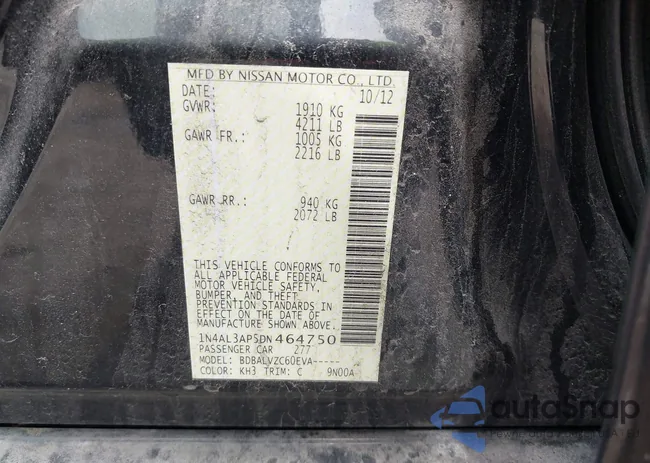 MFD BY NISSAN MOTOR CO., LTD.
DATE: 10/12
GVWR: 1910 KG
4211 LB
GAWR FR.: 1005 KG
2216 LB
GAWR RR.: 940 KG
2072 LB
THIS VEHICLE CONFORMS TO
ALL APPLICABLE FEDERAL
MOTOR VEHICLE SAFETY,
BUMPER, AND THEFT
PREVENTION STANDARDS IN
EFFECT ON THE DATE OF
MANUFACTURE SHOWN ABOVE.
1N4AL3AP5DN464750
PASSENGER CAR 277
MODEL: BDBALVZC60EVA-----
COLOR: KH3 TRIM: C 9N00A
autoSnap